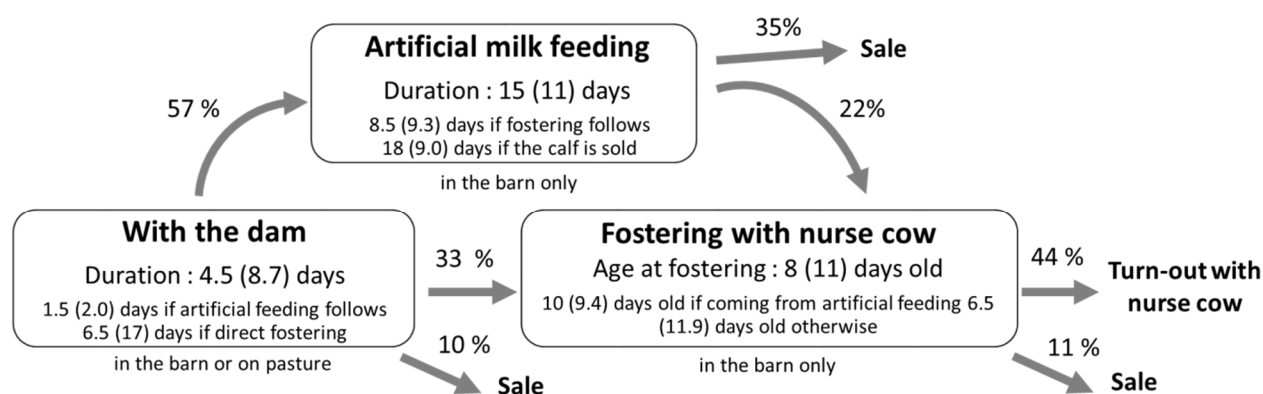 35%
Artificial milk feeding
Sale
Duration : 15 (11) days
57 %
22%
8.5 (9.3) days if fostering follows
18 (9.0) days if the calf is sold
in the barn only
With the dam
Fostering with nurse cow
33 %
44 %
Duration : 4.5 (8.7) days
Age at fostering : 8 (11) days old
Turn-out with
nurse cow
1.5 (2.0) days if artificial feeding follows
10 (9.4) days old if coming from artificial feeding 6.5
6.5 (17) days if direct fostering
(11.9) days old otherwise
10 %
11 %
in the barn or on pasture
in the barn only
Sale
Sale